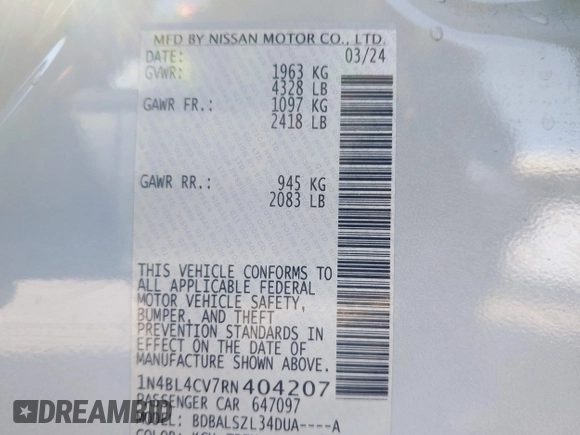 MFD BY NISSAN MOTOR CO., LTD.
DATE: 03/24
GVWR: 1963 KG
4328 LB
GAWR FR.: 1097 KG
2418 LB
GAWR RR.: 945 KG
2083 LB
THIS VEHICLE CONFORMS TO
ALL APPLICABLE FEDERAL
MOTOR VEHICLE SAFETY,
BUMPER, AND THEFT
PREVENTION STANDARDS IN
EFFECT ON THE DATE OF
MANUFACTURE SHOWN ABOVE.
1N4BL4CV7RN404207
PASSENGER CAR 647097
MODEL: BDBALSZL34DUA----A
COLOR:
DREAMBID